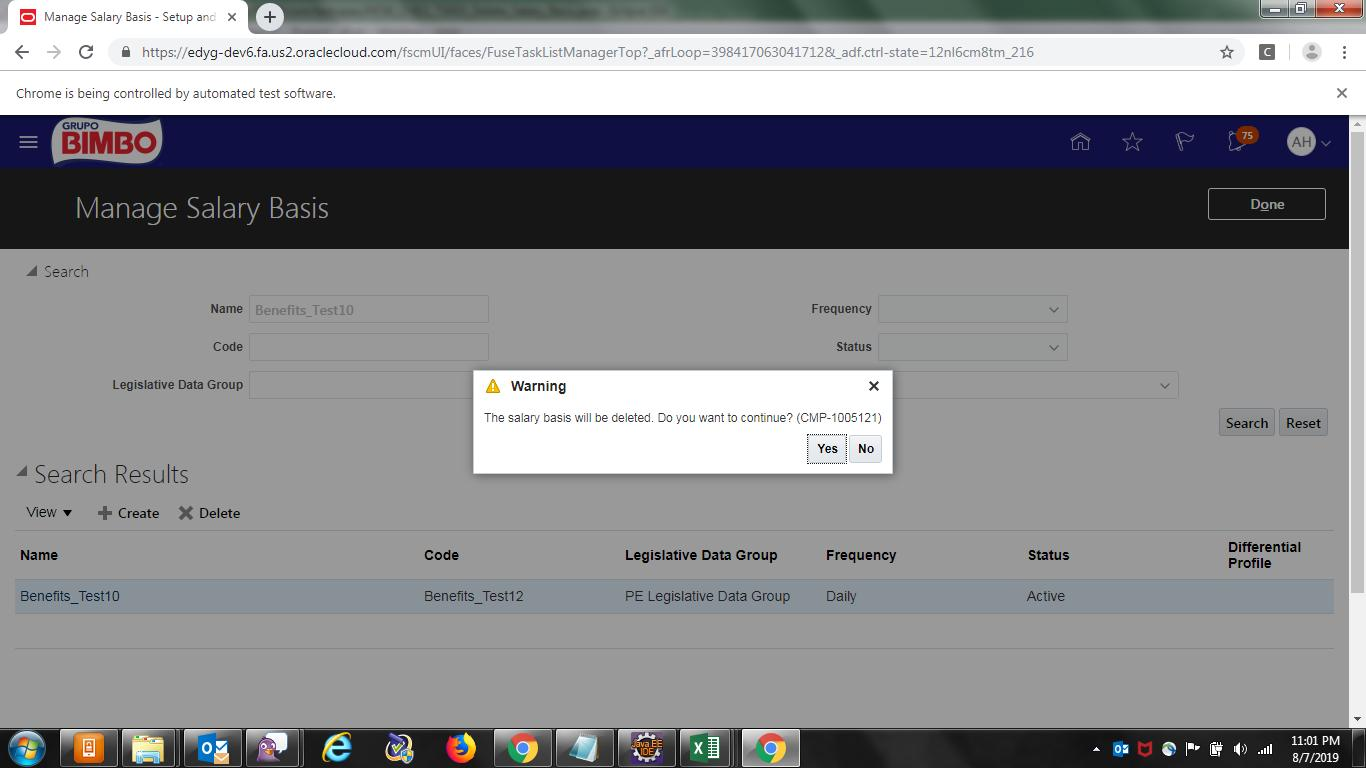 Manage Salary Basis - Setup and
https://edyg-dev6.fa.us2.oraclecloud.com/fscmUI/faces/FuseTaskListManagerTop?_afrLoop=398417063041712&_adf.ctrl-state=12nl6cm8tm_216
C
Chrome is being controlled by automated test software.
GRUPO
BIMBO
75
AH
Manage Salary Basis
Done
Search
Name
Benefits_Test10
Frequency
Code
Status
Legislative Data Group
Warning
The salary basis will be deleted. Do you want to continue? (CMP-1005121)
Yes
No
Search
Reset
Search Results
View
Create
Delete
Name
Code
Legislative Data Group
Frequency
Status
Differential
Profile
Benefits_Test10
Benefits_Test12
PE Legislative Data Group
Daily
Active
Java EE
IDE
11:01 PM
8/7/2019